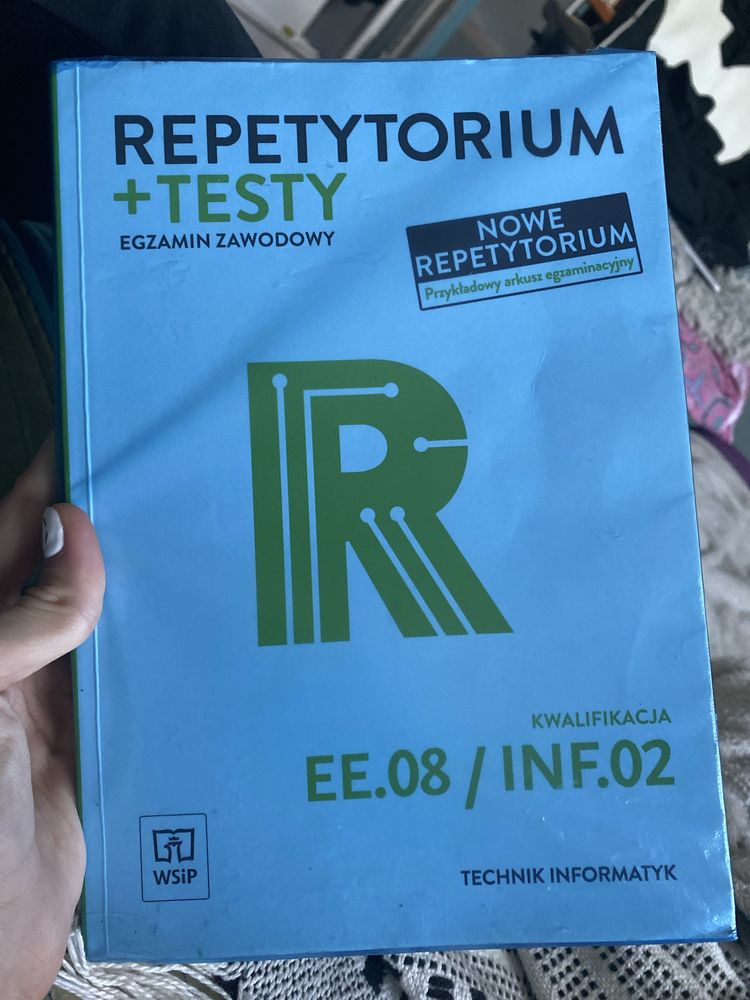 REPETYTORIUM
+TESTY
EGZAMIN ZAWODOWY
NOWE
REPETYTORIUM
Przykładowy arkusz egzaminacyjny
R
KWALIFIKACJA
EE.08 / INF.02
WSiP
TECHNIK INFORMATYK